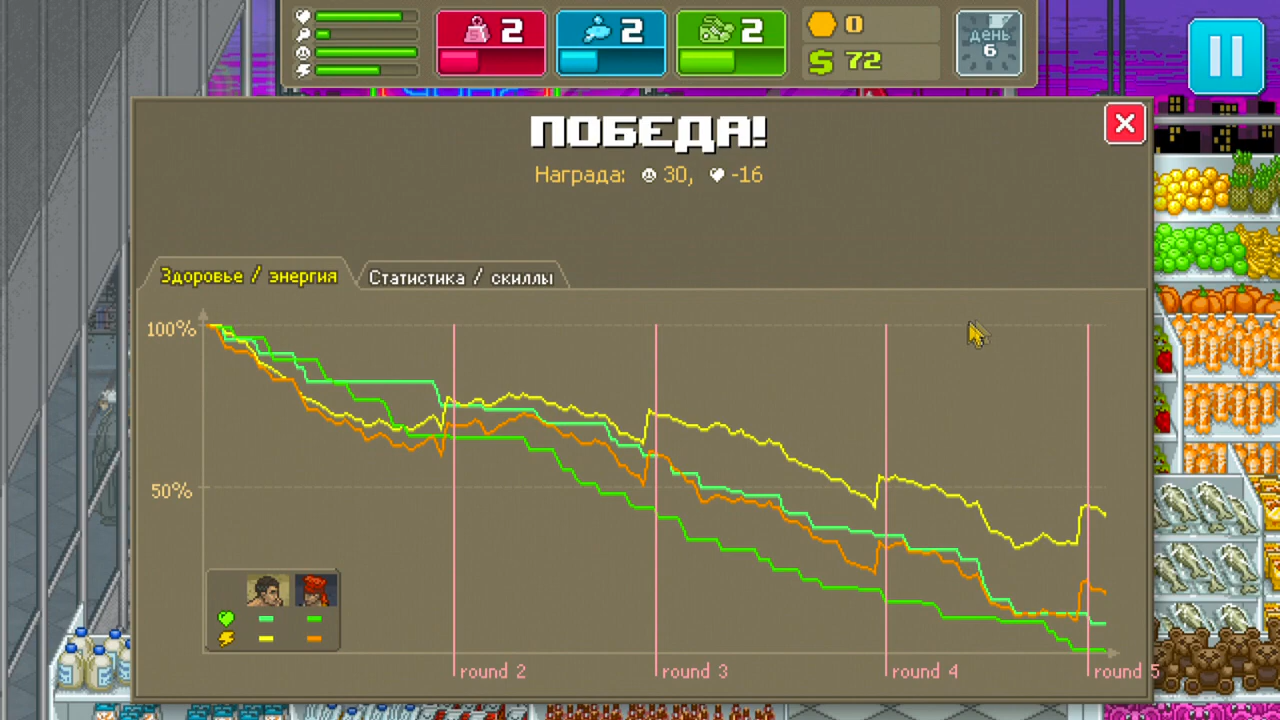 2
2
2
0
72
день
6
ПОБЕДА!
Награда: 30, -16
Здоровье / энергия
Статистика / скиллы
100%
50%
round 2
round 3
round 4
round 5